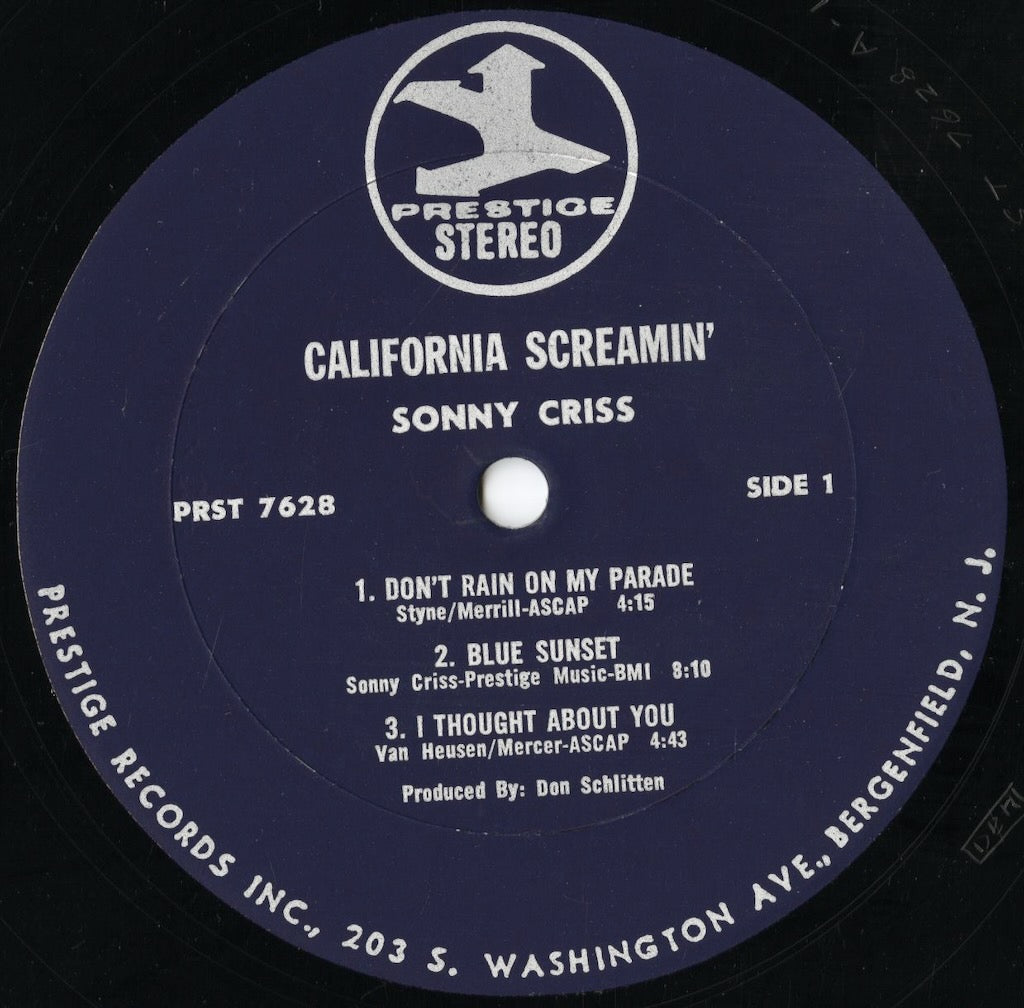 PRESTIGE
STEREO
CALIFORNIA SCREAMIN'
SONNY CRISS
PRST 7628
SIDE 1
1. DON'T RAIN ON MY PARADE
Styne/Merrill-ASCAP 4:15
2. BLUE SUNSET
Sonny Criss-Prestige Music-BMI 8:10
3. I THOUGHT ABOUT YOU
Van Heusen/Mercer-ASCAP 4:43
Produced By: Don Schlitten
PRESTIGE RECORDS INC., 203 S. WASHINGTON AVE., BERGENFIELD, N. J.